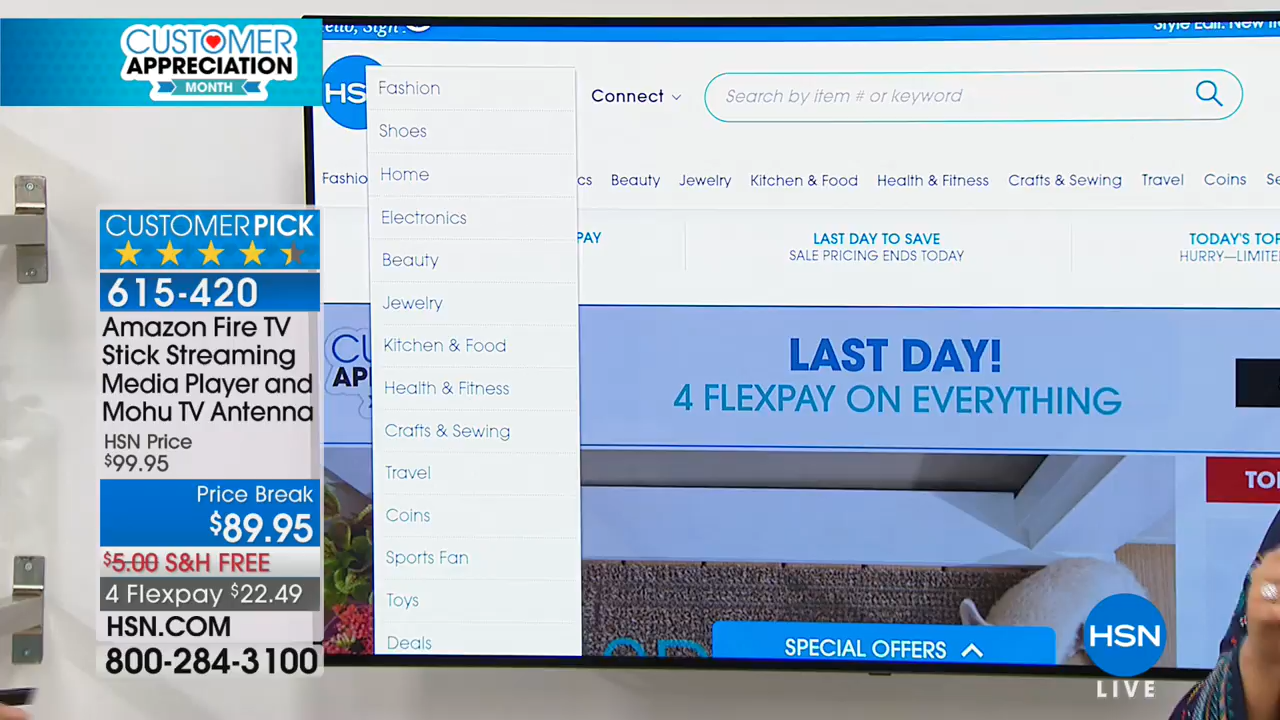 CUSTOMER
APPRECIATION
MONTH
CUSTOMER PICK
615-420
Amazon Fire TV
Stick Streaming
Media Player and
Mohu TV Antenna
HSN Price
$99.95
Price Break
$89.95
$5.00 S&H FREE
4 Flexpay $22.49
HSN.COM
800-284-3100
HS
Fashion
Shoes
Home
Electronics
Beauty
Jewelry
Kitchen & Food
Health & Fitness
Crafts & Sewing
Travel
Coins
Sports Fan
Toys
Deals
Connect
Search by item # or keyword
Fashio
cs Beauty Jewelry Kitchen & Food Health & Fitness Crafts & Sewing Travel Coins Se
PAY
LAST DAY TO SAVE
SALE PRICING ENDS TODAY
TODAY'S TOP
HURRY—LIMITE
CU
AP
LAST DAY!
4 FLEXPAY ON EVERYTHING
TO
SPECIAL OFFERS
HSN
LIVE